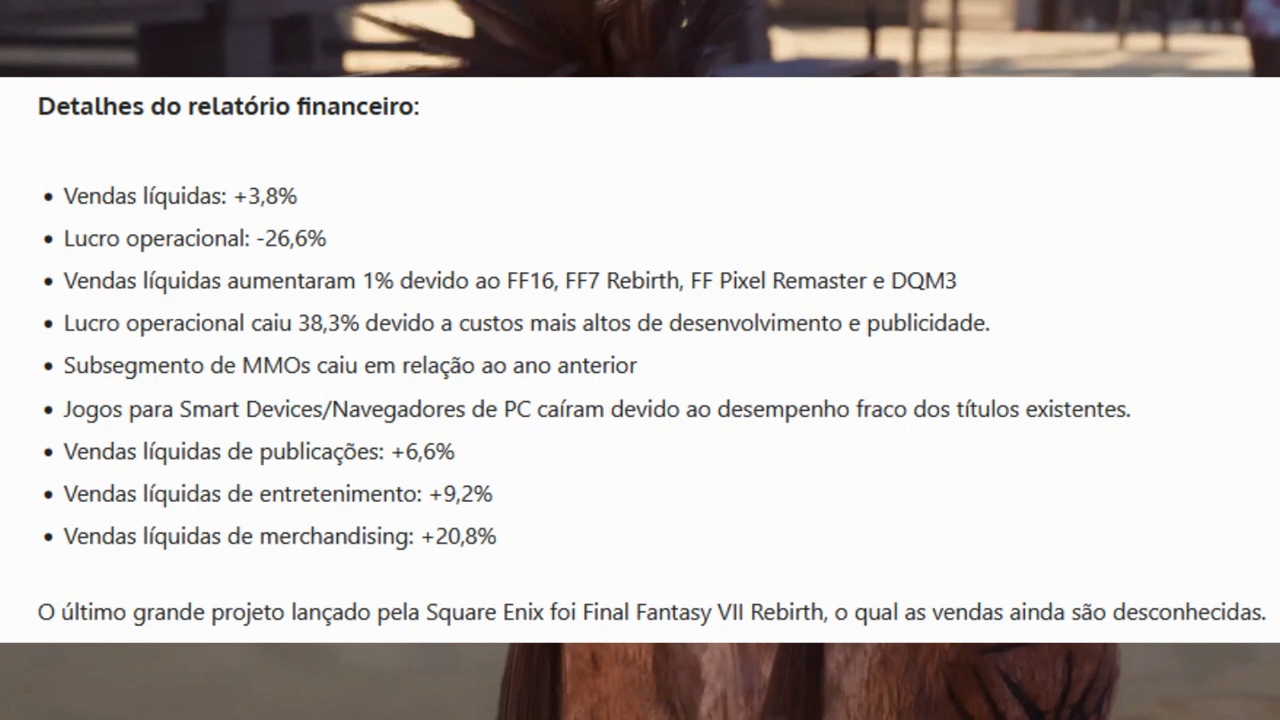 Detalhes do relatório financeiro:
• Vendas líquidas: +3,8%
• Lucro operacional: -26,6%
• Vendas líquidas aumentaram 1% devido ao FF16, FF7 Rebirth, FF Pixel Remaster e DQM3
• Lucro operacional caiu 38,3% devido a custos mais altos de desenvolvimento e publicidade.
• Subsegmento de MMOs caiu em relação ao ano anterior
• Jogos para Smart Devices/Navegadores de PC caíram devido ao desempenho fraco dos títulos existentes.
• Vendas líquidas de publicações: +6,6%
• Vendas líquidas de entretenimento: +9,2%
• Vendas líquidas de merchandising: +20,8%
O último grande projeto lançado pela Square Enix foi Final Fantasy VII Rebirth, o qual as vendas ainda são desconhecidas.